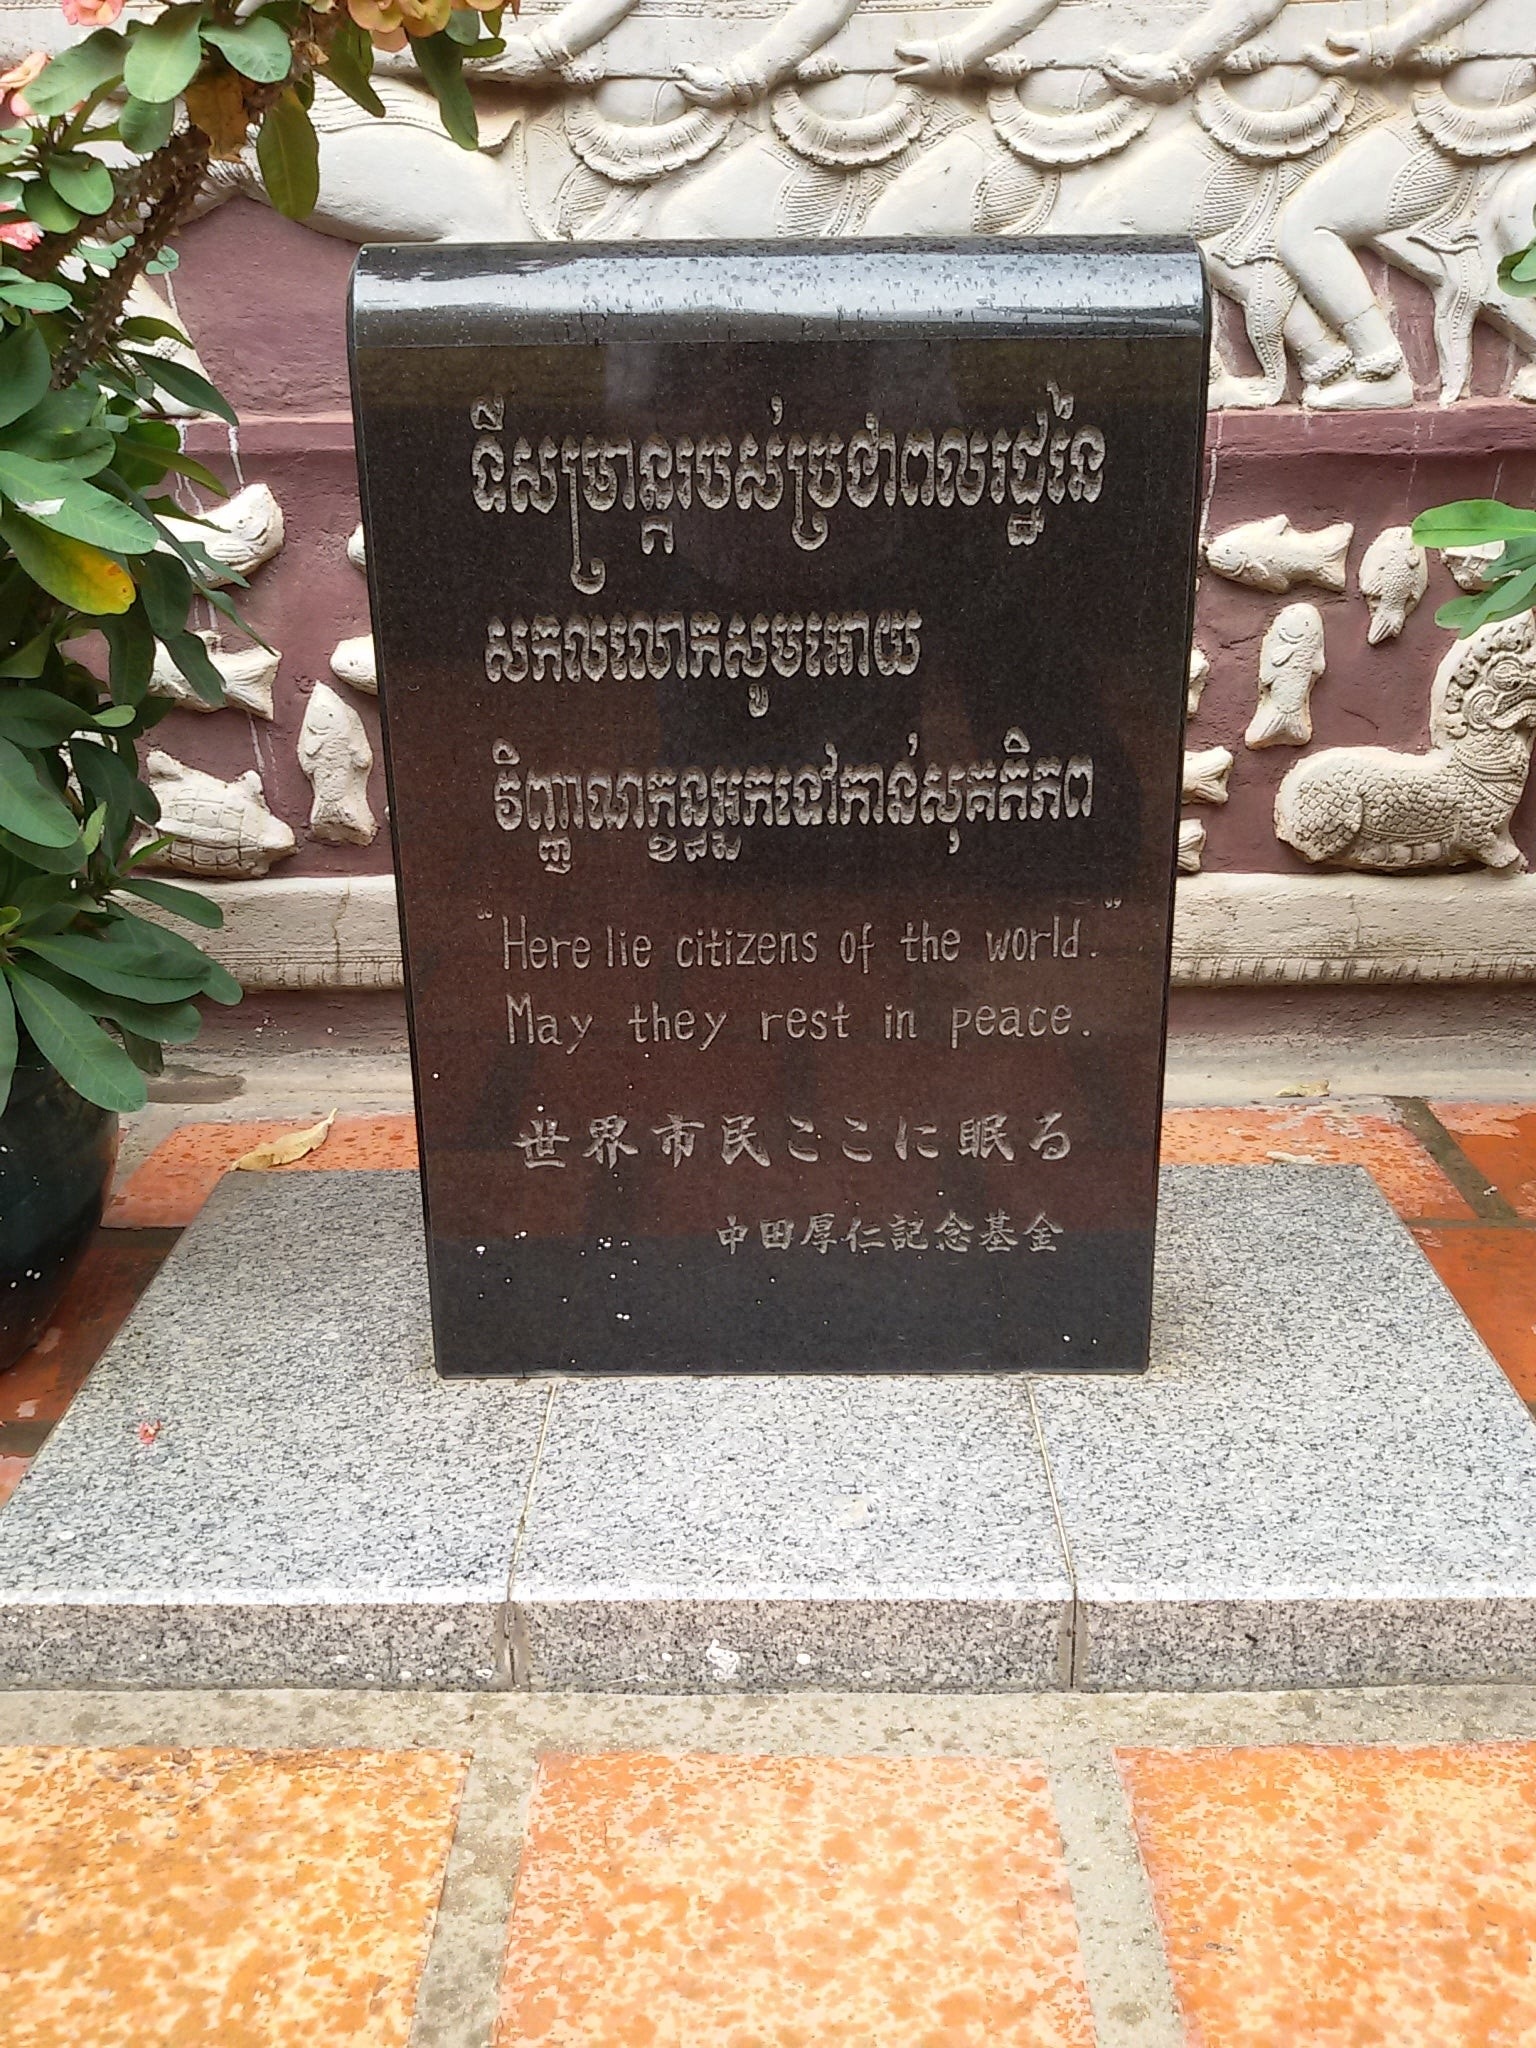 ទីសម្រាន្តរបស់ប្រជាពលរដ្ឋនៃ
សកលលោកសូមអោយ
វិញ្ញាណក្ខន្ធអ្នកដៅកាន់សុគតិភព
"Here lie citizens of the world."
May they rest in peace.
世界市民ここに眠る
中田厚仁記念基金